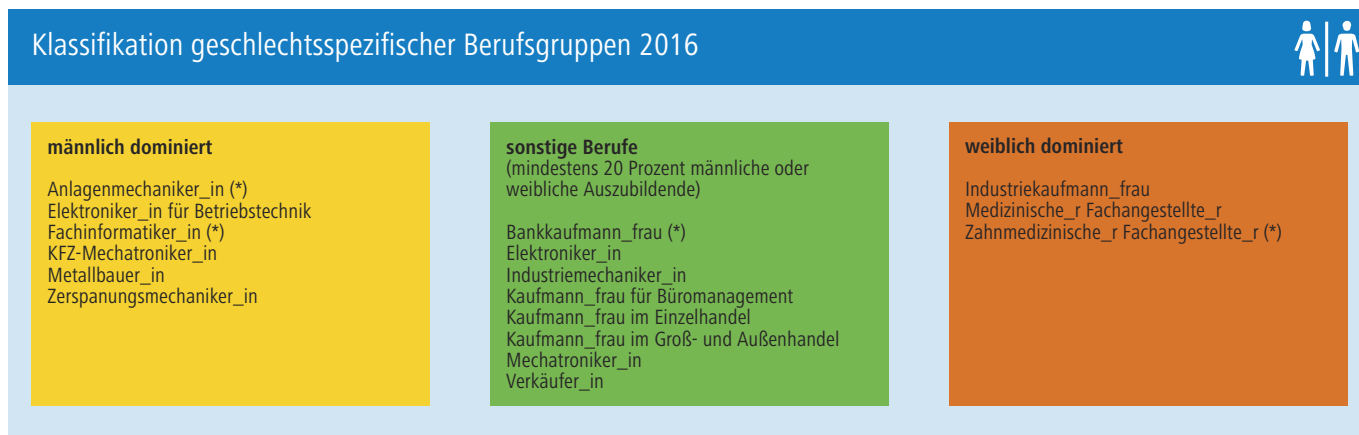 Klassifikation geschlechtsspezifischer Berufsgruppen 2016
männlich dominiert
Anlagenmechaniker_in (*)
Elektroniker_in für Betriebstechnik
Fachinformatiker_in (*)
KFZ-Mechatroniker_in
Metallbauer_in
Zerspanungsmechaniker_in
sonstige Berufe
(mindestens 20 Prozent männliche oder
weibliche Auszubildende)
Bankkaufmann_frau (*)
Elektroniker_in
Industriemechaniker_in
Kaufmann_frau für Büromanagement
Kaufmann_frau im Einzelhandel
Kaufmann_frau im Groß- und Außenhandel
Mechatroniker_in
Verkäufer_in
weiblich dominiert
Industriekaufmann_frau
Medizinische_r Fachangestellte_r
Zahnmedizinische_r Fachangestellte_r (*)